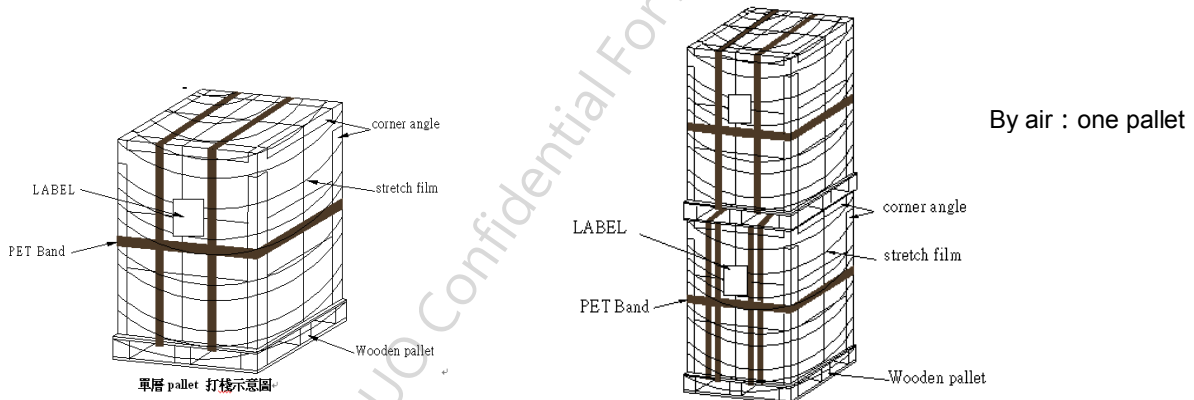 corner angle
LABEL
stretch film
PET Band
Wooden pallet
單層 pallet 打棧示意圖
UO Confidential For
By air：one pallet
corner angle
LABEL
stretch film
PET Band
Wooden pallet